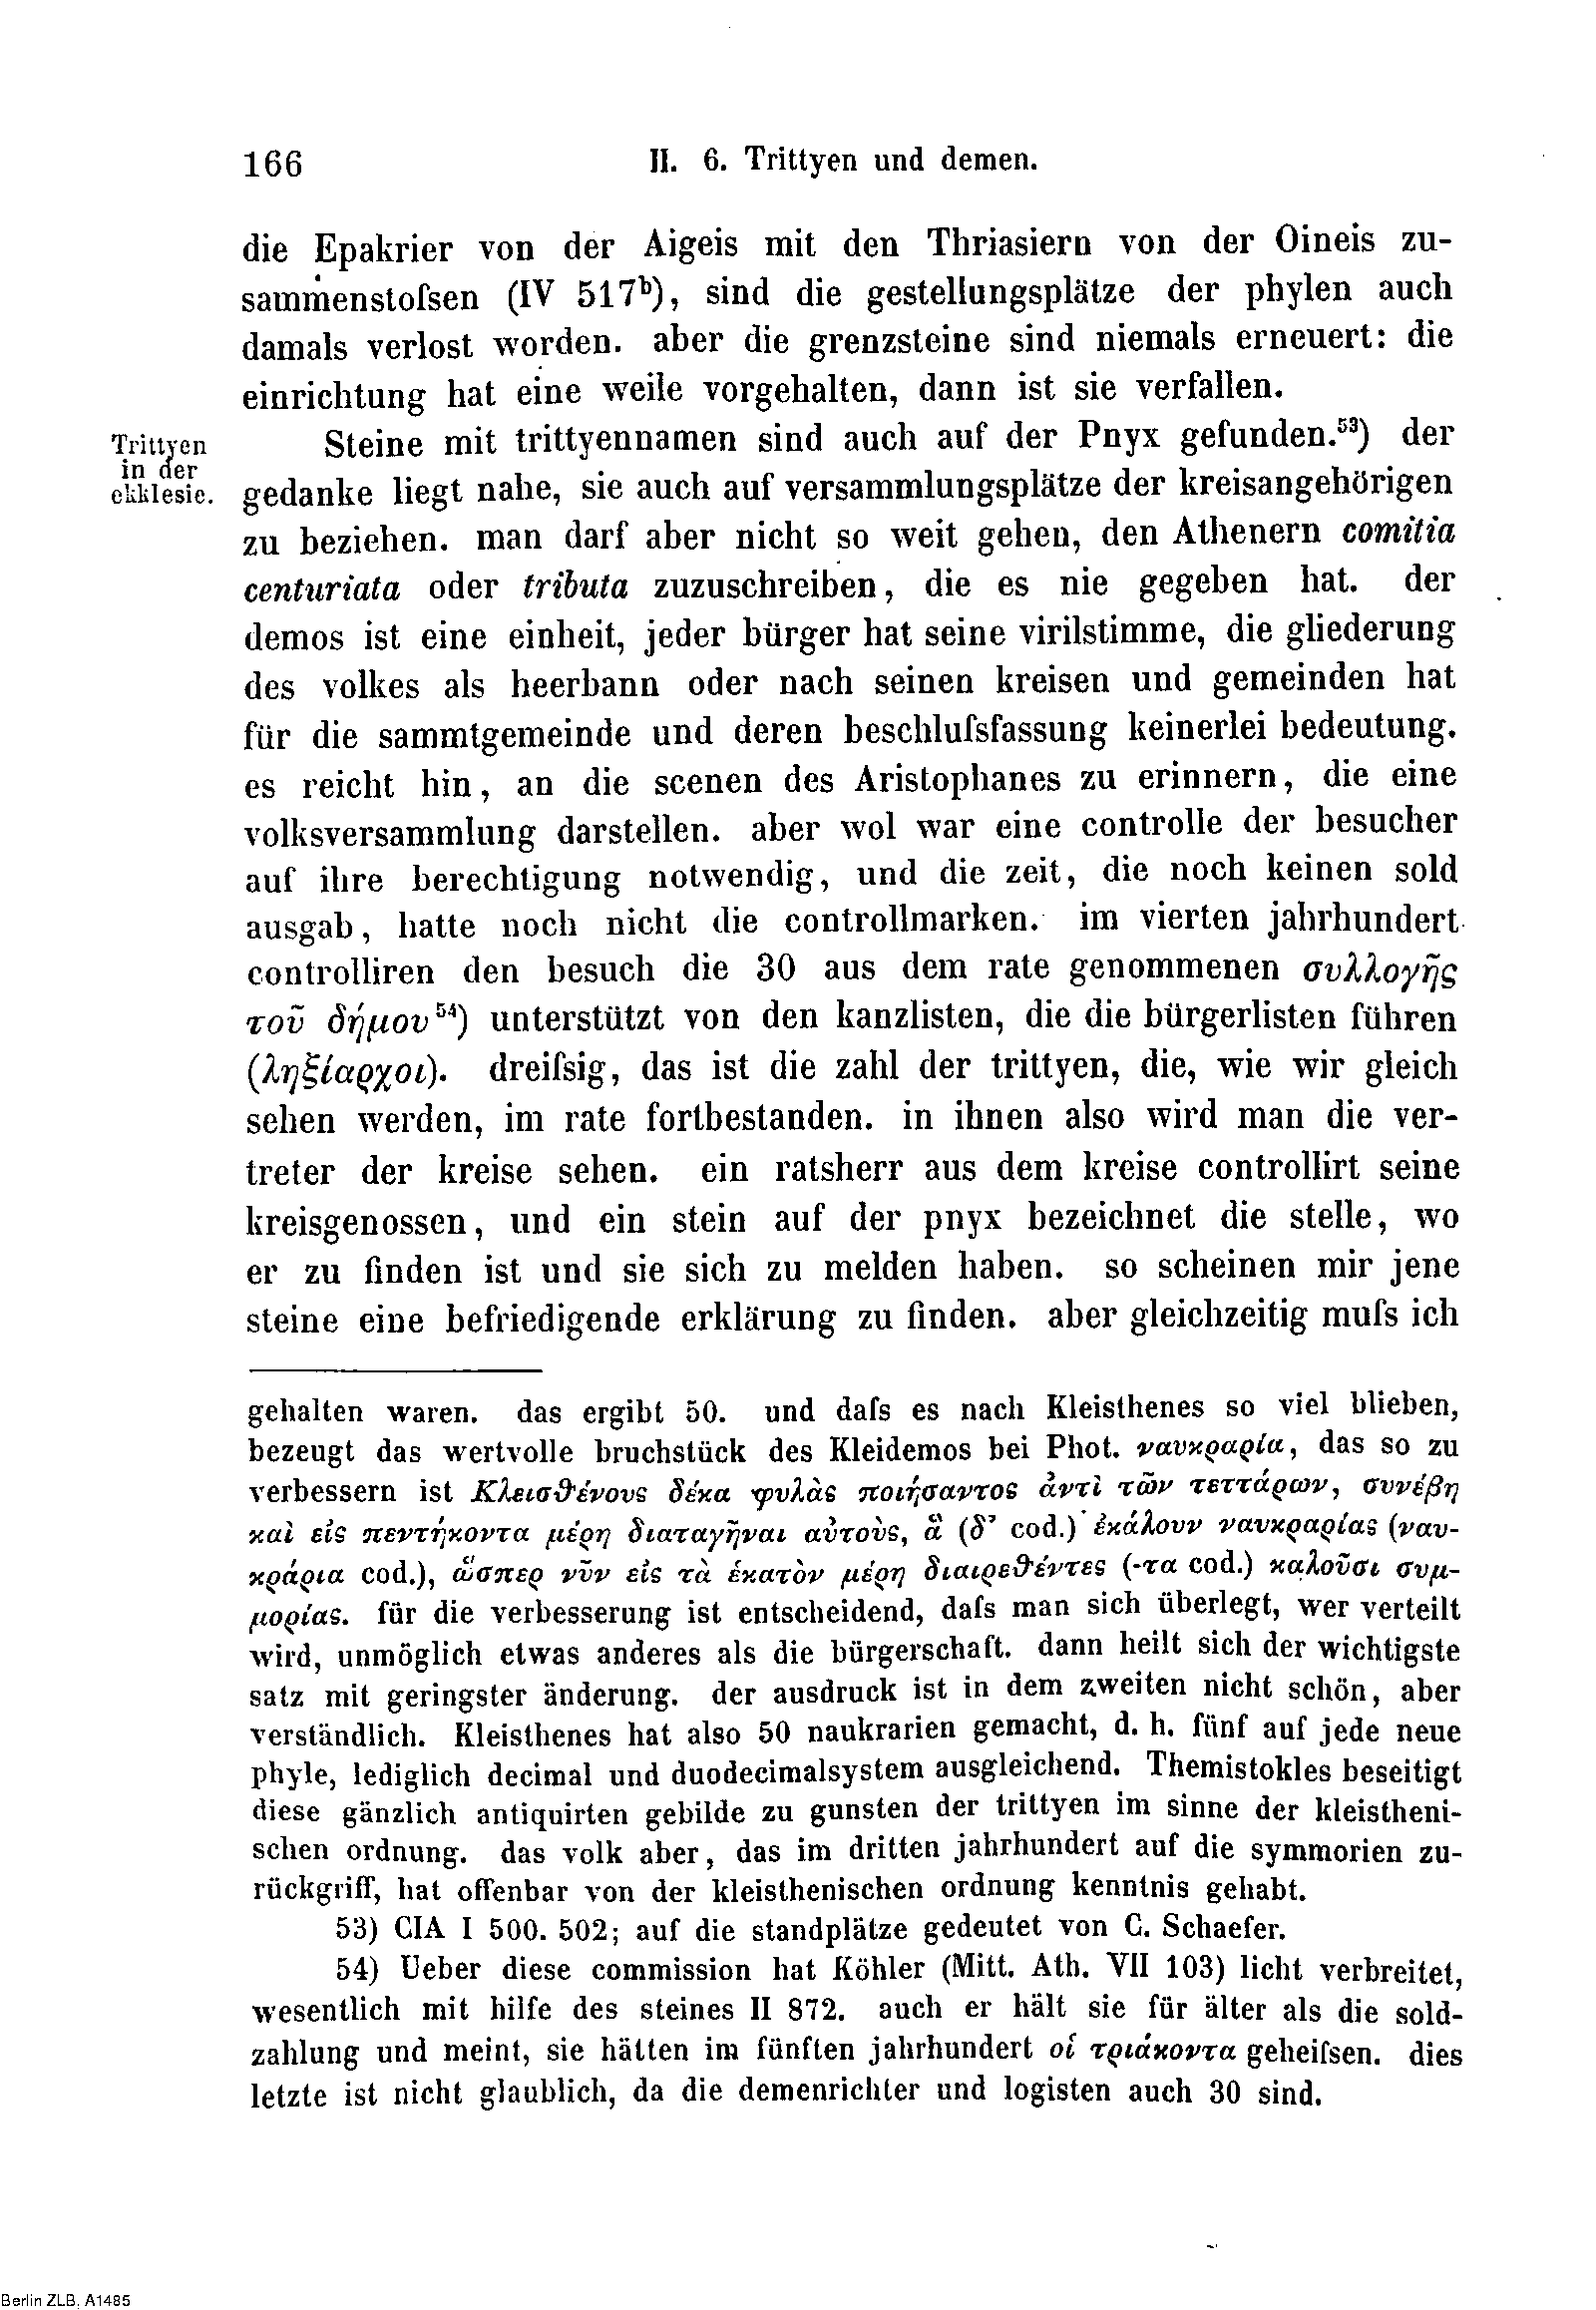 166 II. 6. Trittyen und demen.
die Epakrier von der Aigeis mit den Thriasiern von der Oineis zu-
sammenstoſsen (IV 517ᵇ), sind die gestellungsplätze der phylen auch
damals verlost worden. aber die grenzsteine sind niemals erneuert: die
einrichtung hat eine weile vorgehalten, dann ist sie verfallen.
Trittyen
in der
ekklesie.
Steine mit trittyennamen sind auch auf der Pnyx gefunden.⁵³) der
gedanke liegt nahe, sie auch auf versammlungsplätze der kreisangehörigen
zu beziehen. man darf aber nicht so weit gehen, den Athenern comitia
centuriata oder tributa zuzuschreiben, die es nie gegeben hat. der
demos ist eine einheit, jeder bürger hat seine virilstimme, die gliederung
des volkes als heerbann oder nach seinen kreisen und gemeinden hat
für die sammtgemeinde und deren beschluſsfassung keinerlei bedeutung.
es reicht hin, an die scenen des Aristophanes zu erinnern, die eine
volksversammlung darstellen. aber wol war eine controlle der besucher
auf ihre berechtigung notwendig, und die zeit, die noch keinen sold
ausgab, hatte noch nicht die controllmarken. im vierten jahrhundert
controlliren den besuch die 30 aus dem rate genommenen συλλογῆς
τοῦ δήμου⁵⁴) unterstützt von den kanzlisten, die die bürgerlisten führen
(ληξίαρχοι). dreiſsig, das ist die zahl der trittyen, die, wie wir gleich
sehen werden, im rate fortbestanden. in ihnen also wird man die ver-
treter der kreise sehen. ein ratsherr aus dem kreise controllirt seine
kreisgenossen, und ein stein auf der pnyx bezeichnet die stelle, wo
er zu finden ist und sie sich zu melden haben. so scheinen mir jene
steine eine befriedigende erklärung zu finden. aber gleichzeitig muſs ich
gehalten waren. das ergibt 50. und daſs es nach Kleisthenes so viel blieben,
bezeugt das wertvolle bruchstück des Kleidemos bei Phot. ναυκραρία, das so zu
verbessern ist Κλεισθένους δέκα φυλὰς ποιήσαντος ἀντὶ τῶν τεττάρων, συνέβη
καὶ εἰς πεντήκοντα μέρη διαταγῆναι αὐτούς, ἃ (δ’ cod.) ἐκάλουν ναυκραρίας (ναυ-
κράρια cod.), ὥσπερ νῦν εἰς τὰ ἑκατὸν μέρη διαιρεθέντες (-τα cod.) καλοῦσι συμ-
μορίας. für die verbesserung ist entscheidend, daſs man sich überlegt, wer verteilt
wird, unmöglich etwas anderes als die bürgerschaft. dann heilt sich der wichtigste
satz mit geringster änderung. der ausdruck ist in dem zweiten nicht schön, aber
verständlich. Kleisthenes hat also 50 naukrarien gemacht, d. h. fünf auf jede neue
phyle, lediglich decimal und duodecimalsystem ausgleichend. Themistokles beseitigt
diese gänzlich antiquirten gebilde zu gunsten der trittyen im sinne der kleistheni-
schen ordnung. das volk aber, das im dritten jahrhundert auf die symmorien zu-
rückgriff, hat offenbar von der kleisthenischen ordnung kenntnis gehabt.
53) CIA I 500. 502; auf die standplätze gedeutet von C. Schaefer.
54) Ueber diese commission hat Köhler (Mitt. Ath. VII 103) licht verbreitet,
wesentlich mit hilfe des steines II 872. auch er hält sie für älter als die sold-
zahlung und meint, sie hätten im fünften jahrhundert οἱ τριάκοντα geheiſsen. dies
letzte ist nicht glaublich, da die demenrichter und logisten auch 30 sind.
Berlin ZLB, A1485